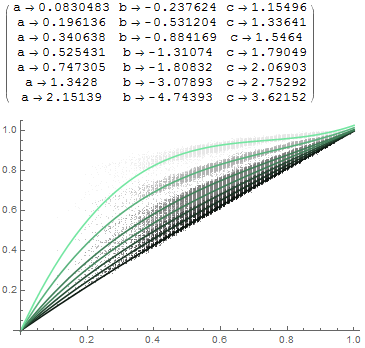 a→0.0830483 b→-0.237624 c→1.15496
a→0.196136 b→-0.531204 c→1.33641
a→0.340638 b→-0.884169 c→1.5464
a→0.525431 b→-1.31074 c→1.79049
a→0.747305 b→-1.80832 c→2.06903
a→1.3428 b→-3.07893 c→2.75292
a→2.15139 b→-4.74393 c→3.62152
1.0
0.8
0.6
0.4
0.2
0.2 0.4 0.6 0.8 1.0